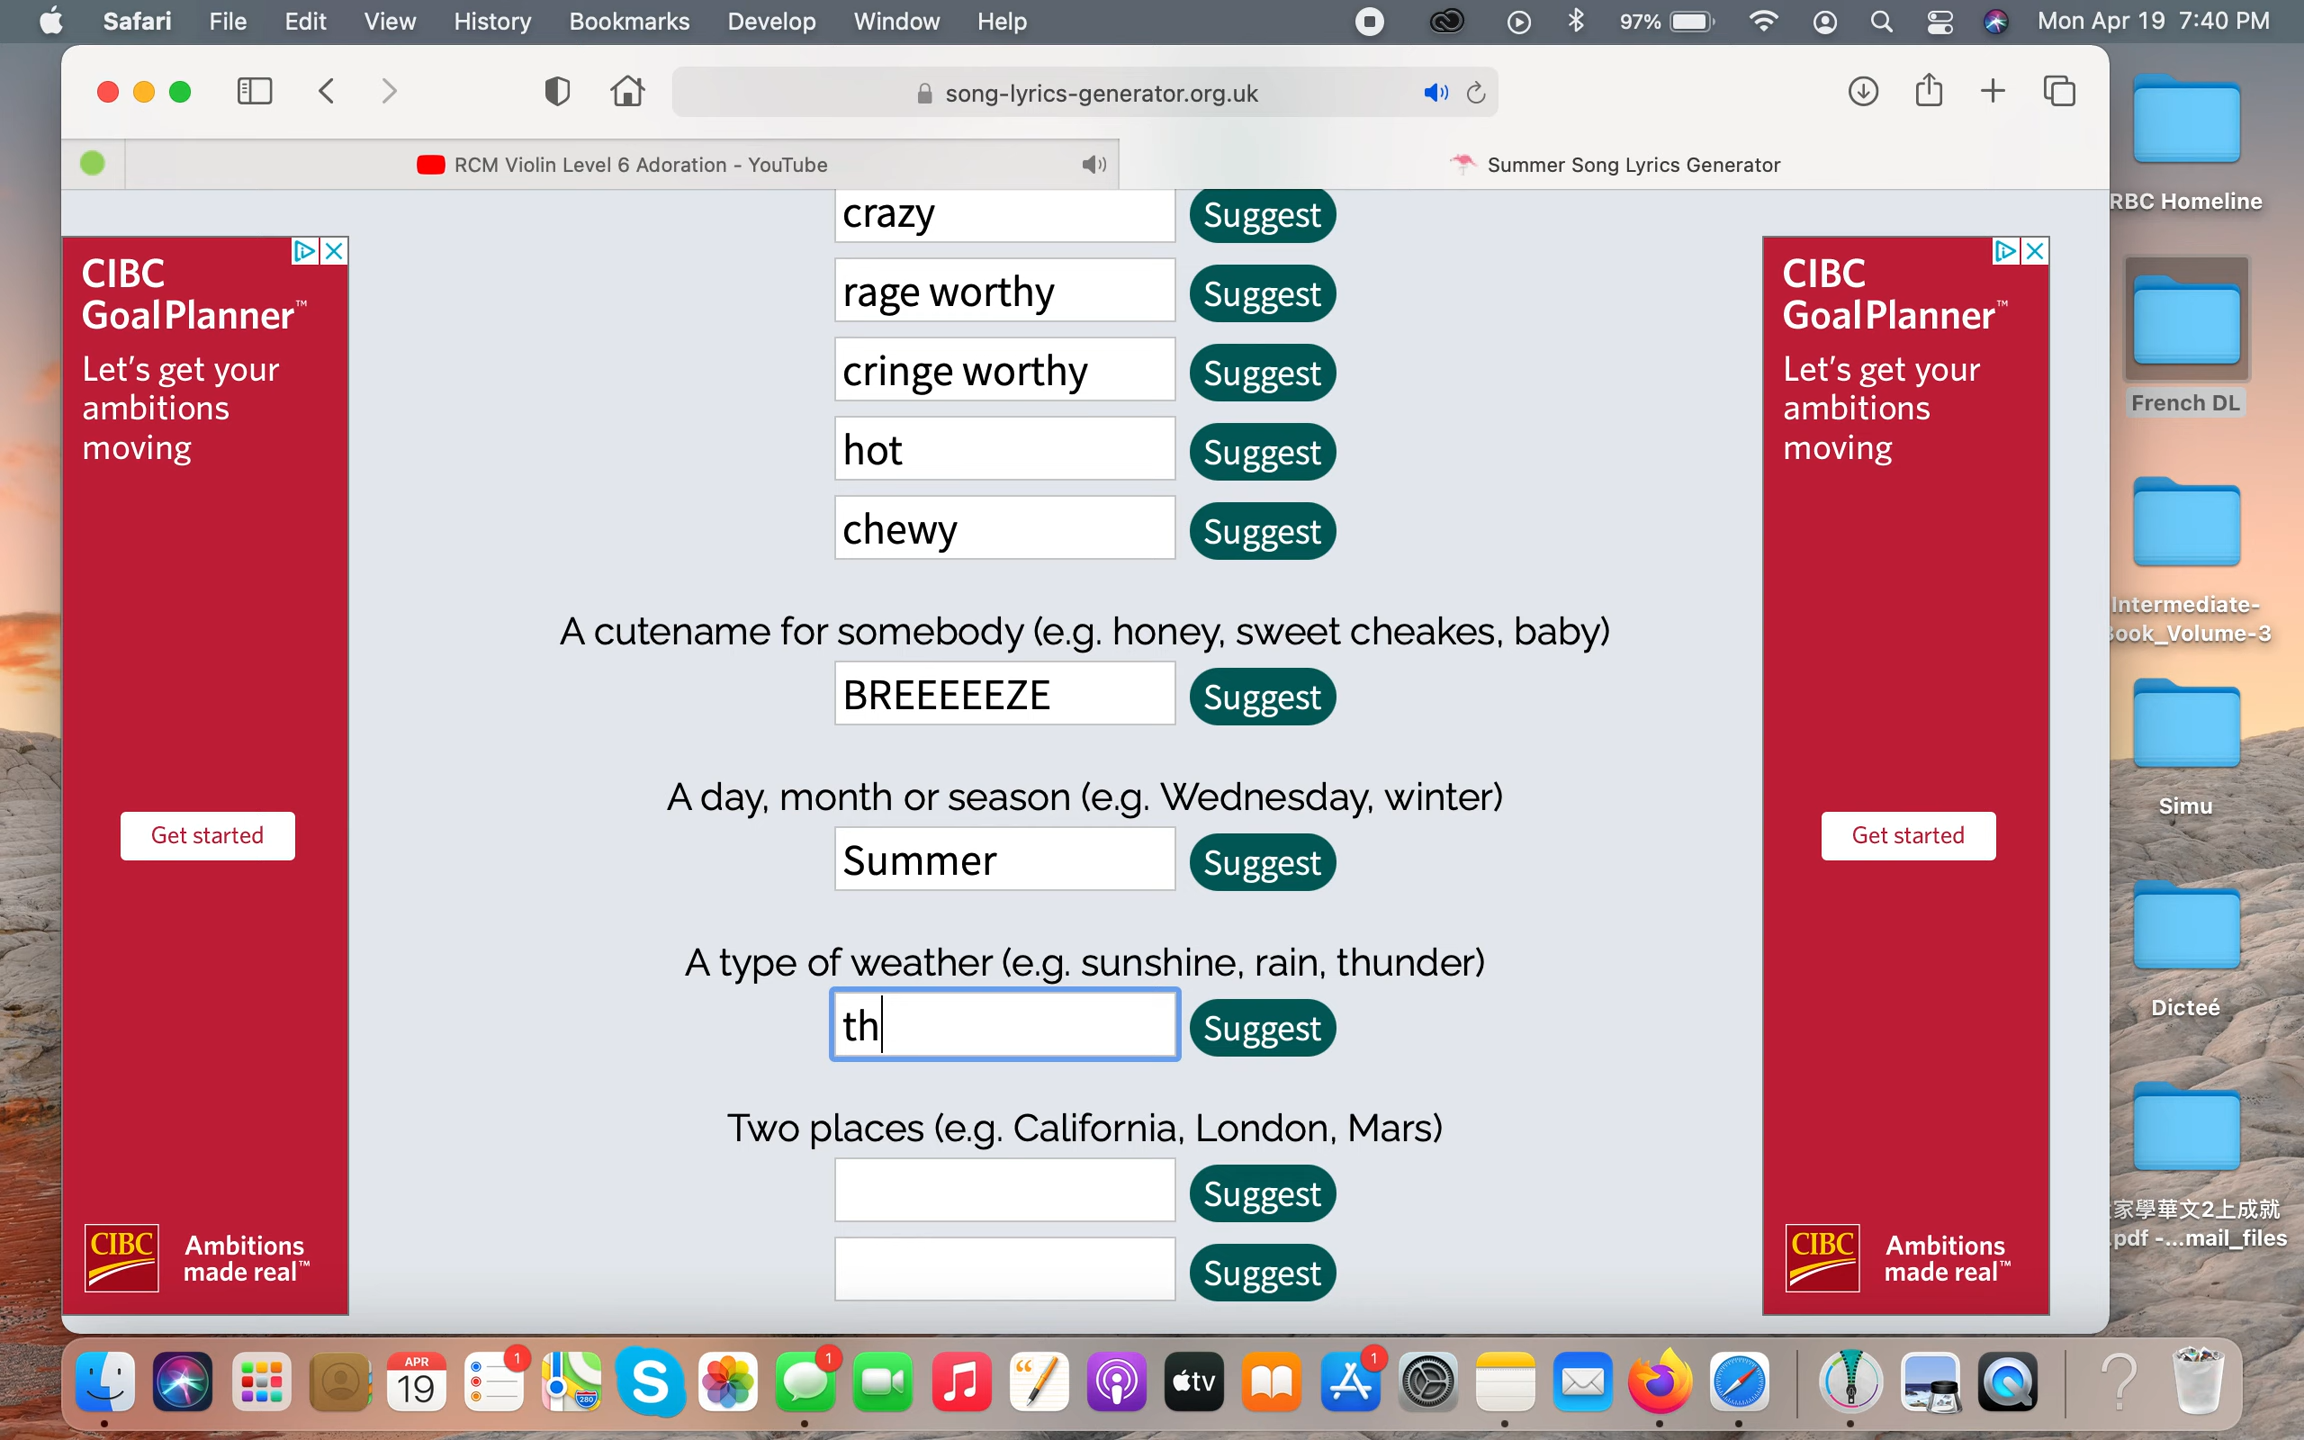 Safari File Edit View History Bookmarks Develop Window Help 97% Mon Apr 19 7:40 PM
song-lyrics-generator.org.uk
RCM Violin Level 6 Adoration - YouTube
Summer Song Lyrics Generator
crazy Suggest
rage worthy Suggest
cringe worthy Suggest
hot Suggest
chewy Suggest
A cutename for somebody (e.g. honey, sweet cheakes, baby)
BREEEEEZE Suggest
A day, month or season (e.g. Wednesday, winter)
Summer Suggest
A type of weather (e.g. sunshine, rain, thunder)
th Suggest
Two places (e.g. California, London, Mars)
Suggest
Suggest
CIBC
GoalPlanner™
Let's get your
ambitions
moving
Get started
CIBC
Ambitions
made real™
CIBC
GoalPlanner™
Let's get your
ambitions
moving
Get started
CIBC
Ambitions
made real™
RBC Homeline
French DL
Intermediate-
Book_Volume-3
Simu
Dicteé
家學華文2上成就
.pdf -...mail_files
APR
19
1
280
1
tv
1